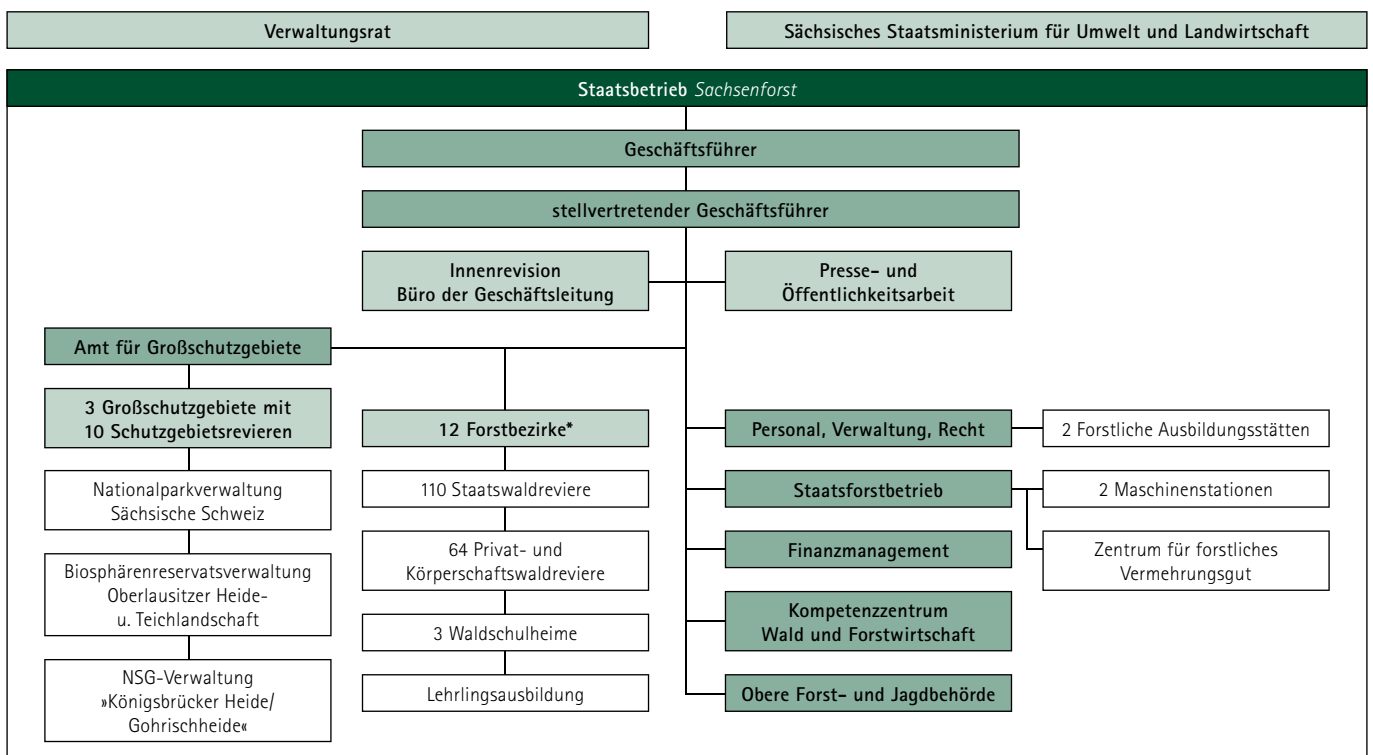 Verwaltungsrat
Sächsisches Staatsministerium für Umwelt und Landwirtschaft
Staatsbetrieb Sachsenforst
Geschäftsführer
stellvertretender Geschäftsführer
Innenrevision
Büro der Geschäftsleitung
Presse- und
Öffentlichkeitsarbeit
Amt für Großschutzgebiete
3 Großschutzgebiete mit
10 Schutzgebietsrevieren
Nationalparkverwaltung
Sächsische Schweiz
Biosphärenreservatsverwaltung
Oberlausitzer Heide-
u. Teichlandschaft
NSG-Verwaltung
»Königsbrücker Heide/
Gohrischheide«
12 Forstbezirke*
110 Staatswaldreviere
64 Privat- und
Körperschaftswaldreviere
3 Waldschulheime
Lehrlingsausbildung
Personal, Verwaltung, Recht
2 Forstliche Ausbildungsstätten
Staatsforstbetrieb
2 Maschinenstationen
Zentrum für forstliches
Vermehrungsgut
Finanzmanagement
Kompetenzzentrum
Wald und Forstwirtschaft
Obere Forst- und Jagdbehörde